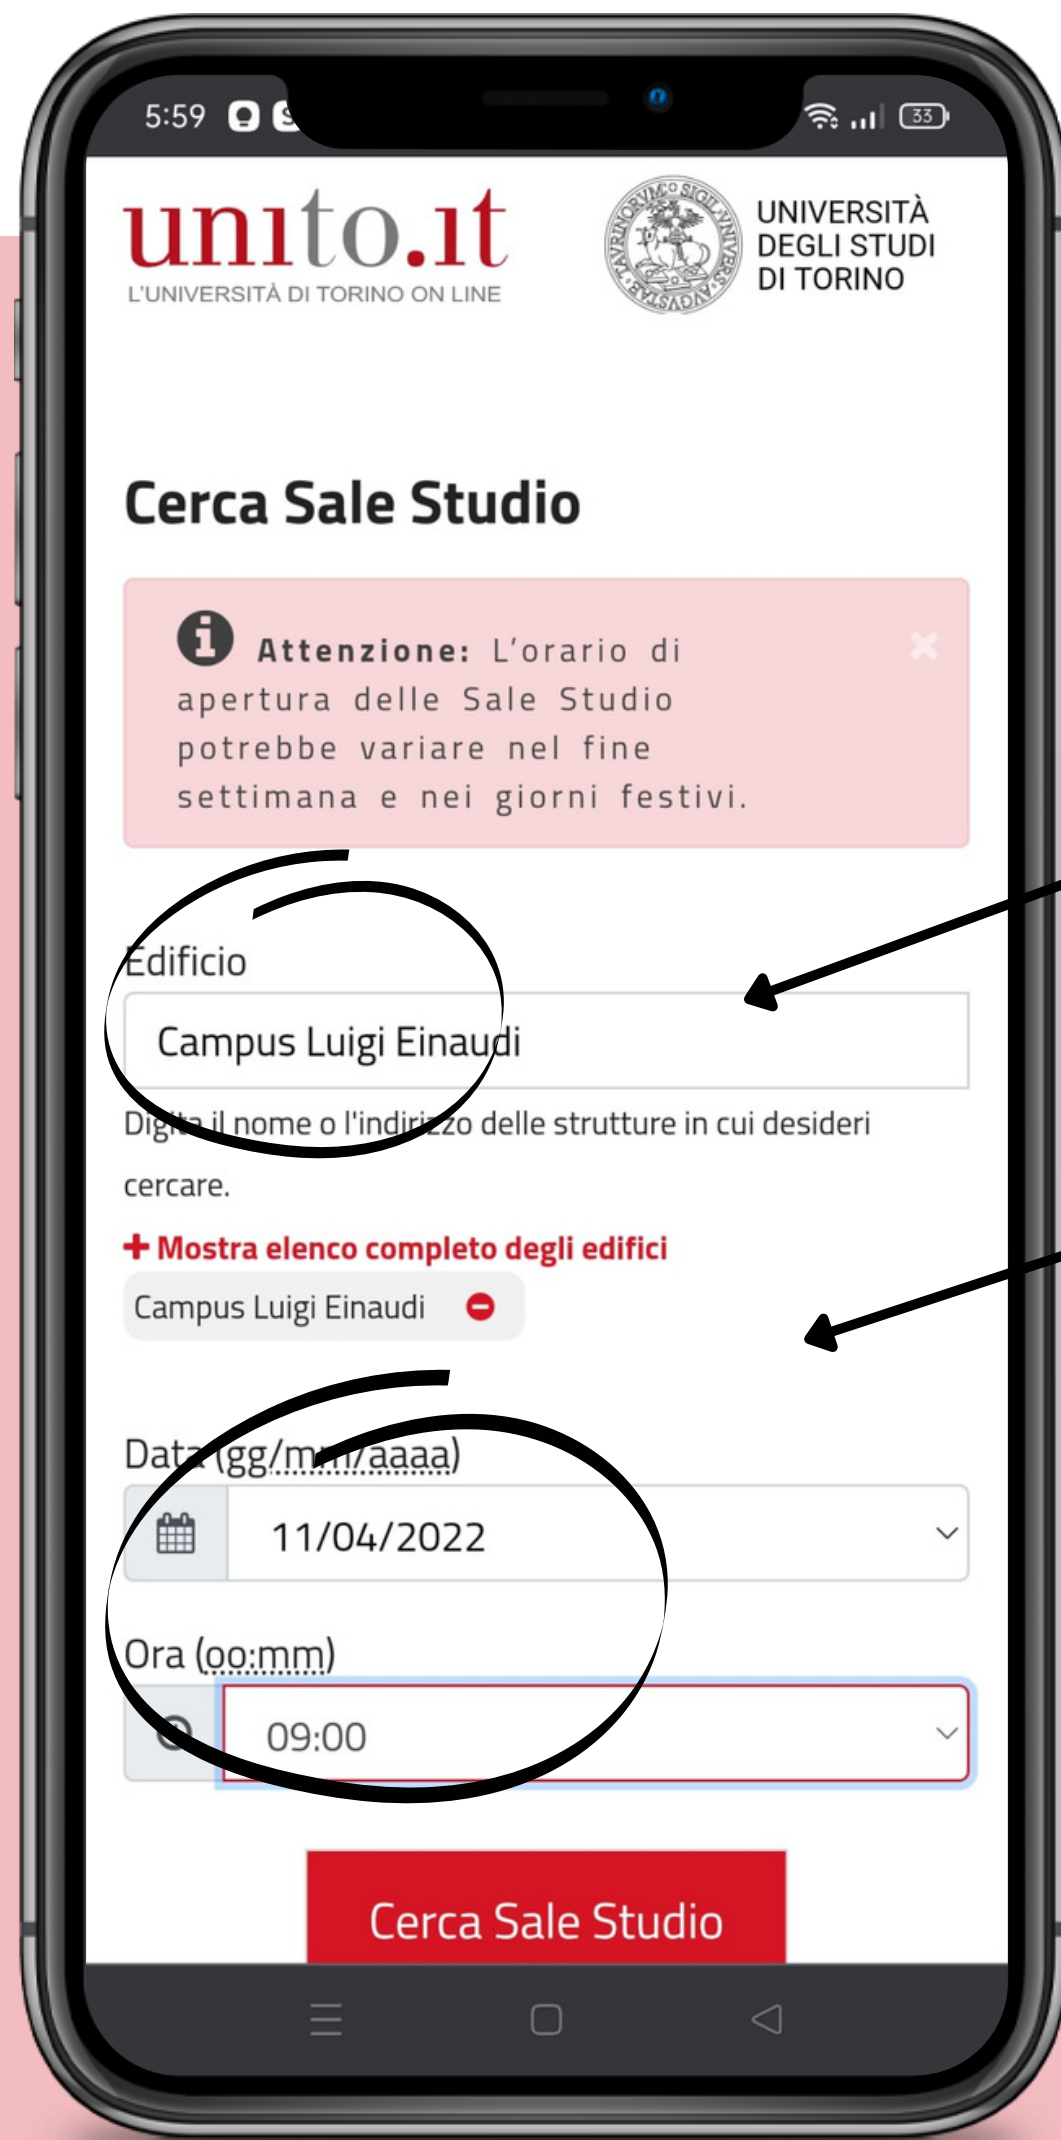 5:59
33
unito.it
L'UNIVERSITÀ DI TORINO ON LINE
UNIVERSITÀ
DEGLI STUDI
DI TORINO
Cerca Sale Studio
Attenzione: L'orario di
apertura delle Sale Studio
potrebbe variare nel fine
settimana e nei giorni festivi.
Edificio
Campus Luigi Einaudi
Digita il nome o l'indirizzo delle strutture in cui desideri
cercare.
Mostra elenco completo degli edifici
Campus Luigi Einaudi
Data (gg/mm/aaaa)
11/04/2022
Ora (oo:mm)
09:00
Cerca Sale Studio